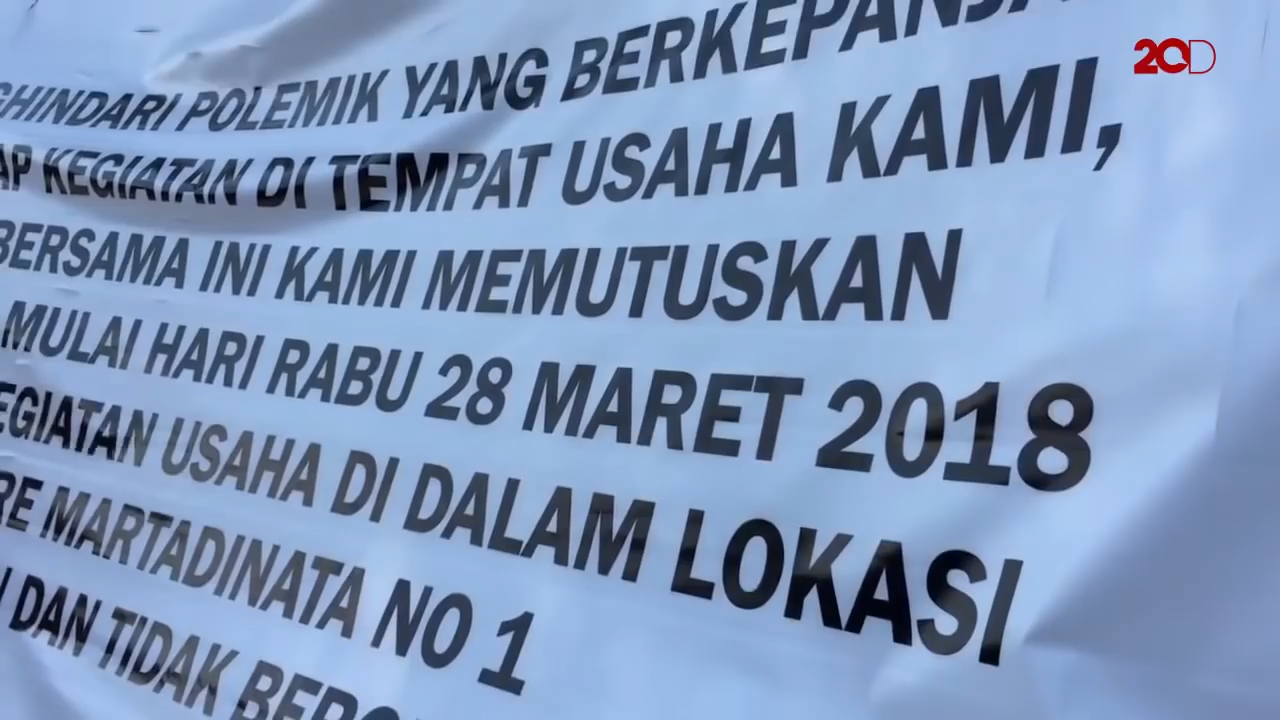 20D
POLEMIK YANG
KEGIATAN DI TEMPAT USAHA KAMI,
BERSAMA INI KAMI MEMUTUSKAN
MULAI HARI RABU 28 MARET 2018
USAHA DI DALAM LOKASI
MARTADINATA NO 1
DAN TIDAK